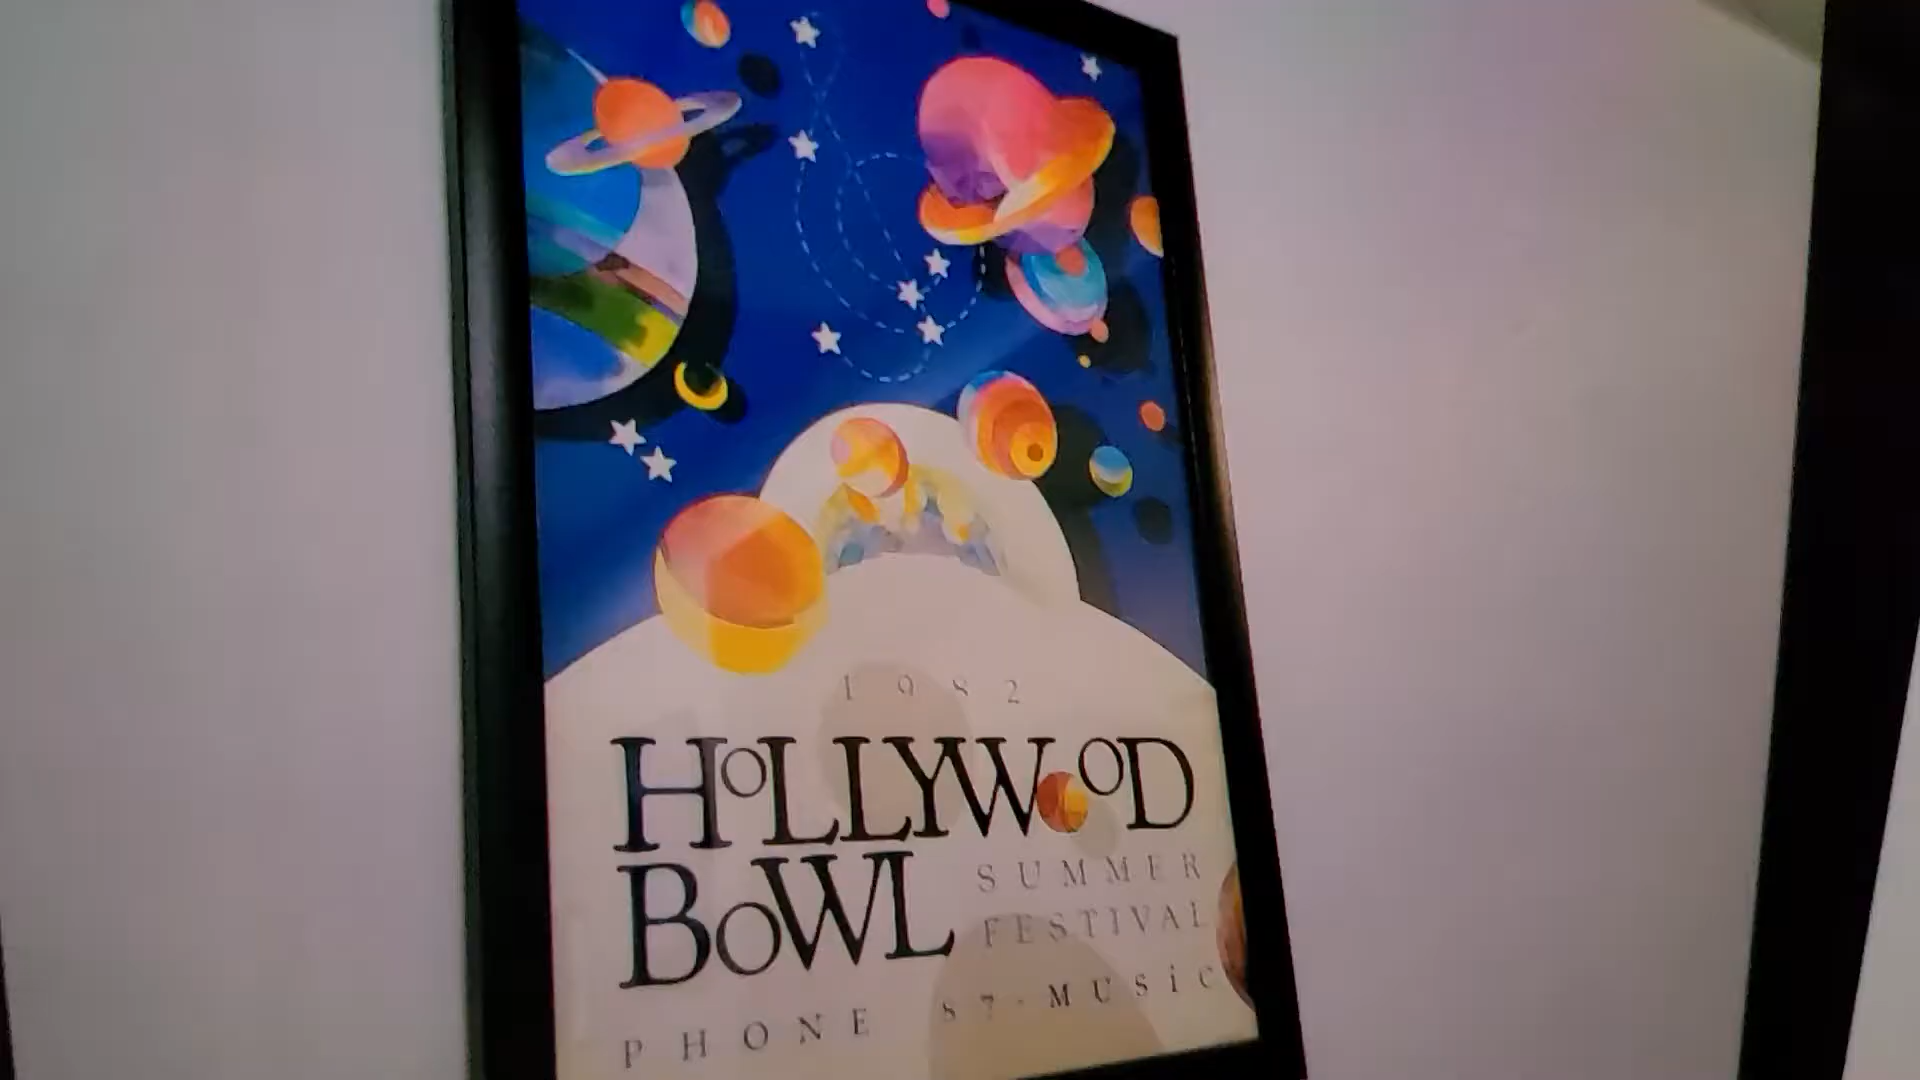 1982
HOLLYWOOD
BOWL SUMMER
FESTIVAL
PHONE 87-MUSIC